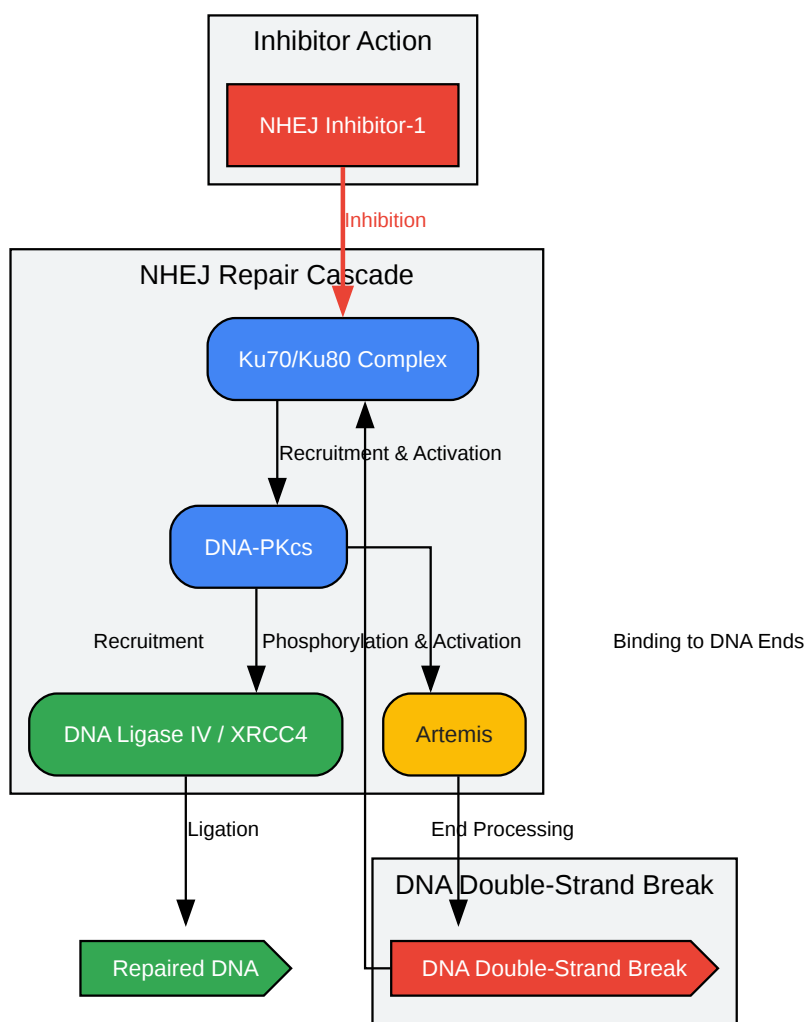 Inhibitor Action
NHEJ Inhibitor-1
Inhibition
NHEJ Repair Cascade
Ku70/Ku80 Complex
Recruitment & Activation
DNA-PKcs
Recruitment
Phosphorylation & Activation
Binding to DNA Ends
DNA Ligase IV / XRCC4
Artemis
Ligation
End Processing
DNA Double-Strand Break
Repaired DNA
DNA Double-Strand Break